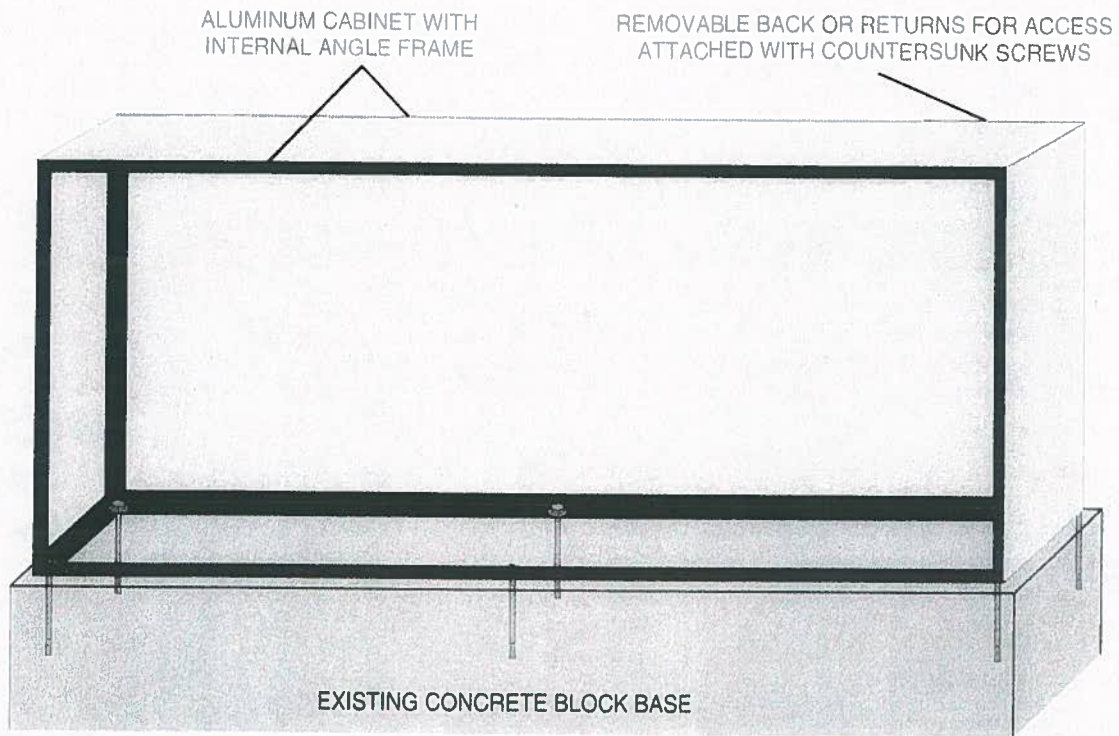 ALUMINUM CABINET WITH
INTERNAL ANGLE FRAME
REMOVABLE BACK OR RETURNS FOR ACCESS
ATTACHED WITH COUNTERSUNK SCREWS
EXISTING CONCRETE BLOCK BASE